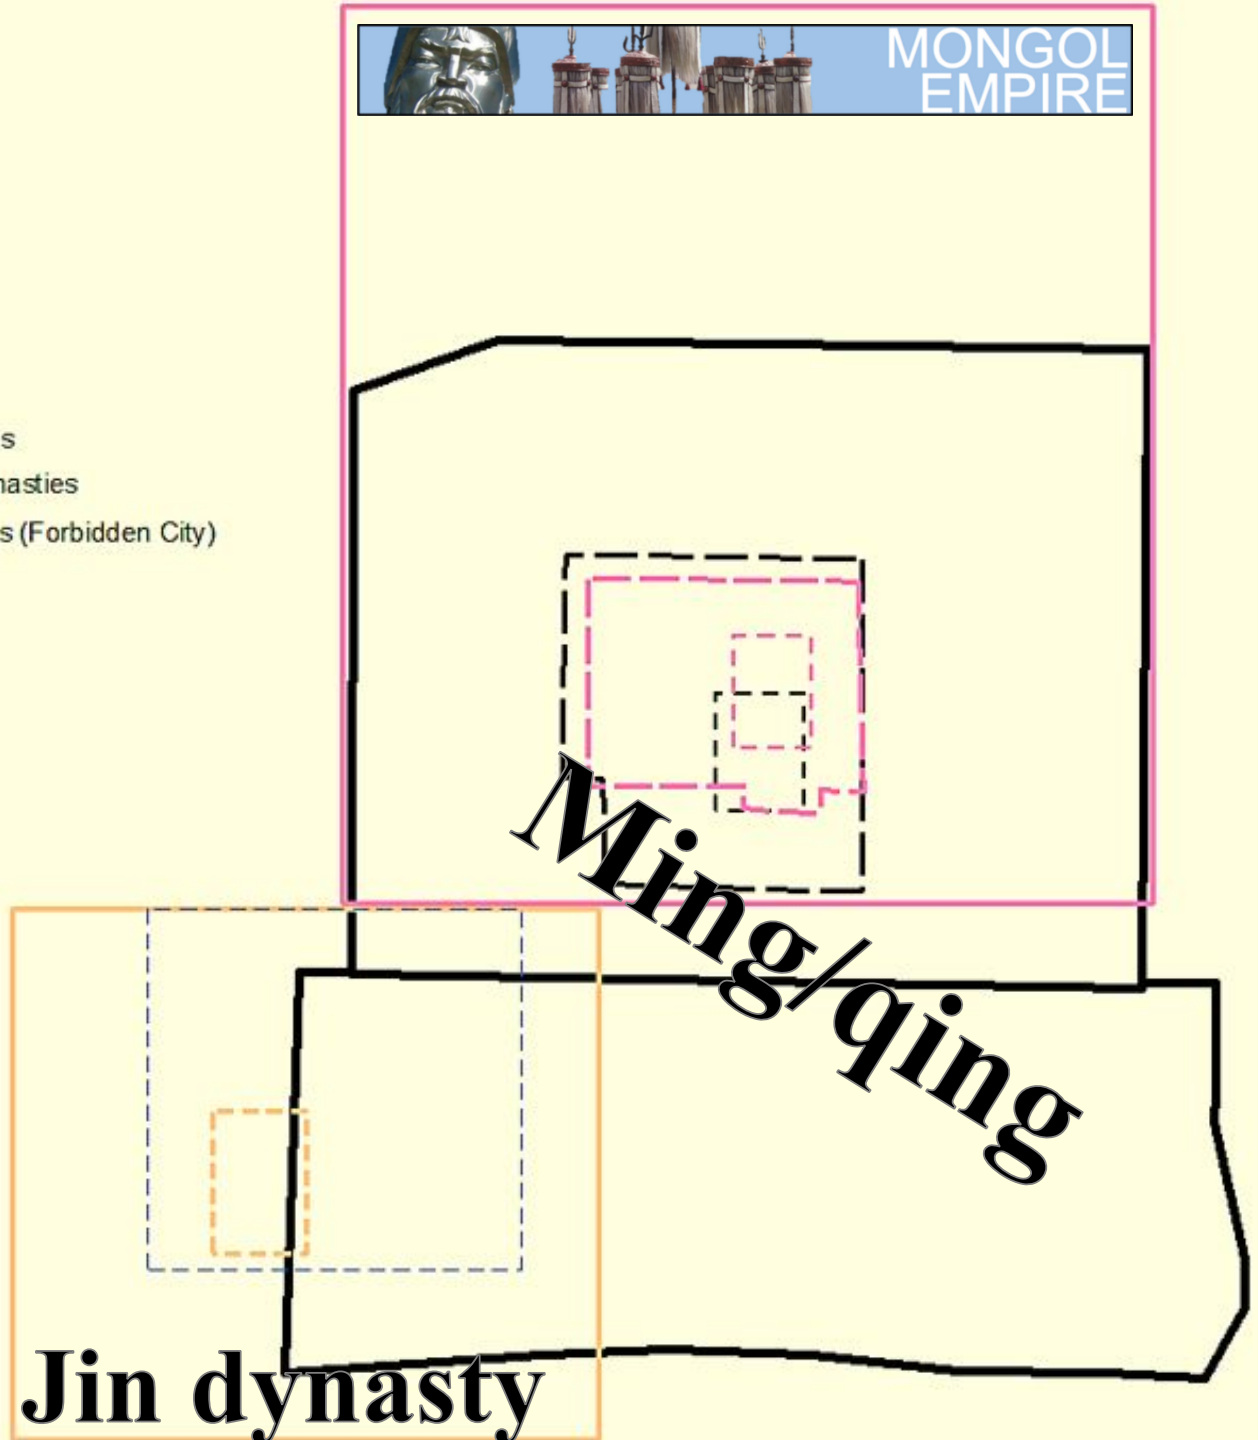 MONGOL
EMPIRE
s
nasties
s (Forbidden City)
Ming/qing
Jin dynasty